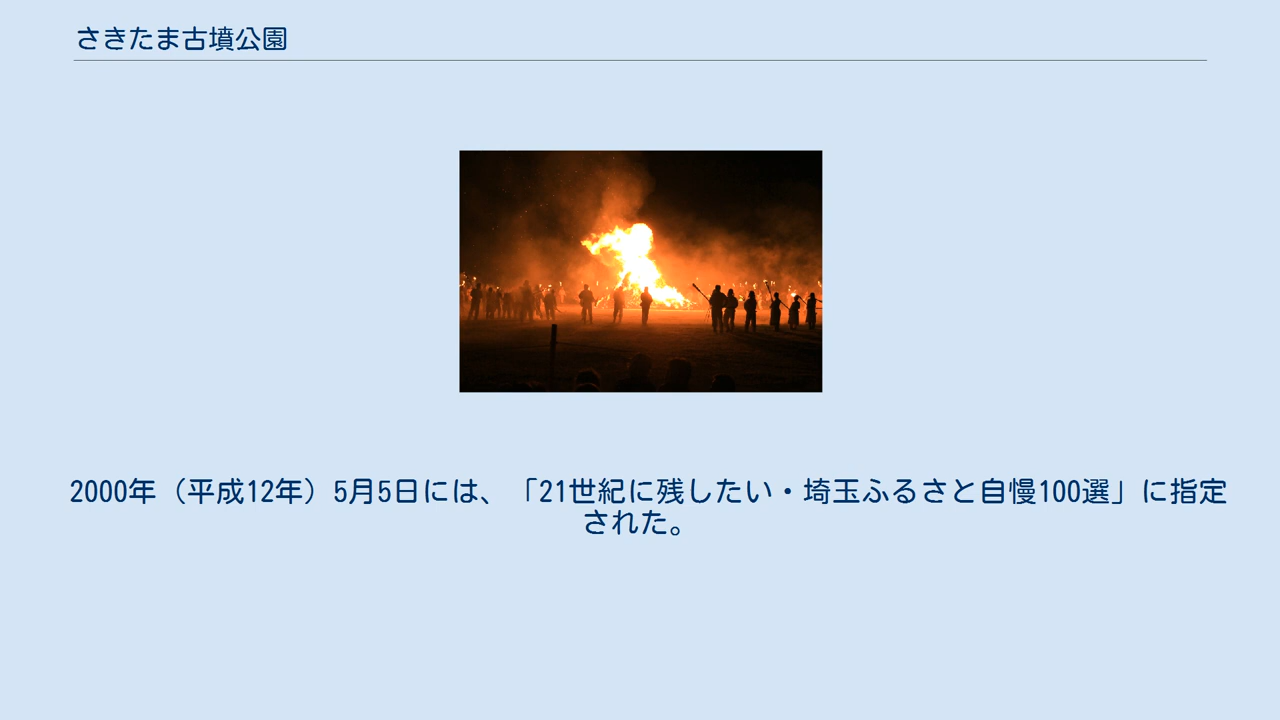 さきたま古墳公園
2000年（平成12年）5月5日には、「21世紀に残したい・埼玉ふるさと自慢100選」に指定
された。